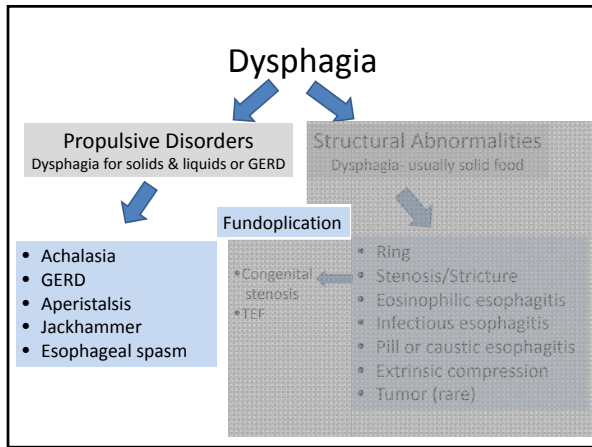 Dysphagia
Propulsive Disorders
Dysphagia for solids & liquids or GERD
Structural Abnormalities
Dysphagia- usually solid food
Fundoplication
• Achalasia
• GERD
• Aperistalsis
• Jackhammer
• Esophageal spasm
•Congenital
stenosis
•TEF
• Ring
• Stenosis/Stricture
• Eosinophilic esophagitis
• Infectious esophagitis
• Pill or caustic esophagitis
• Extrinsic compression
• Tumor (rare)